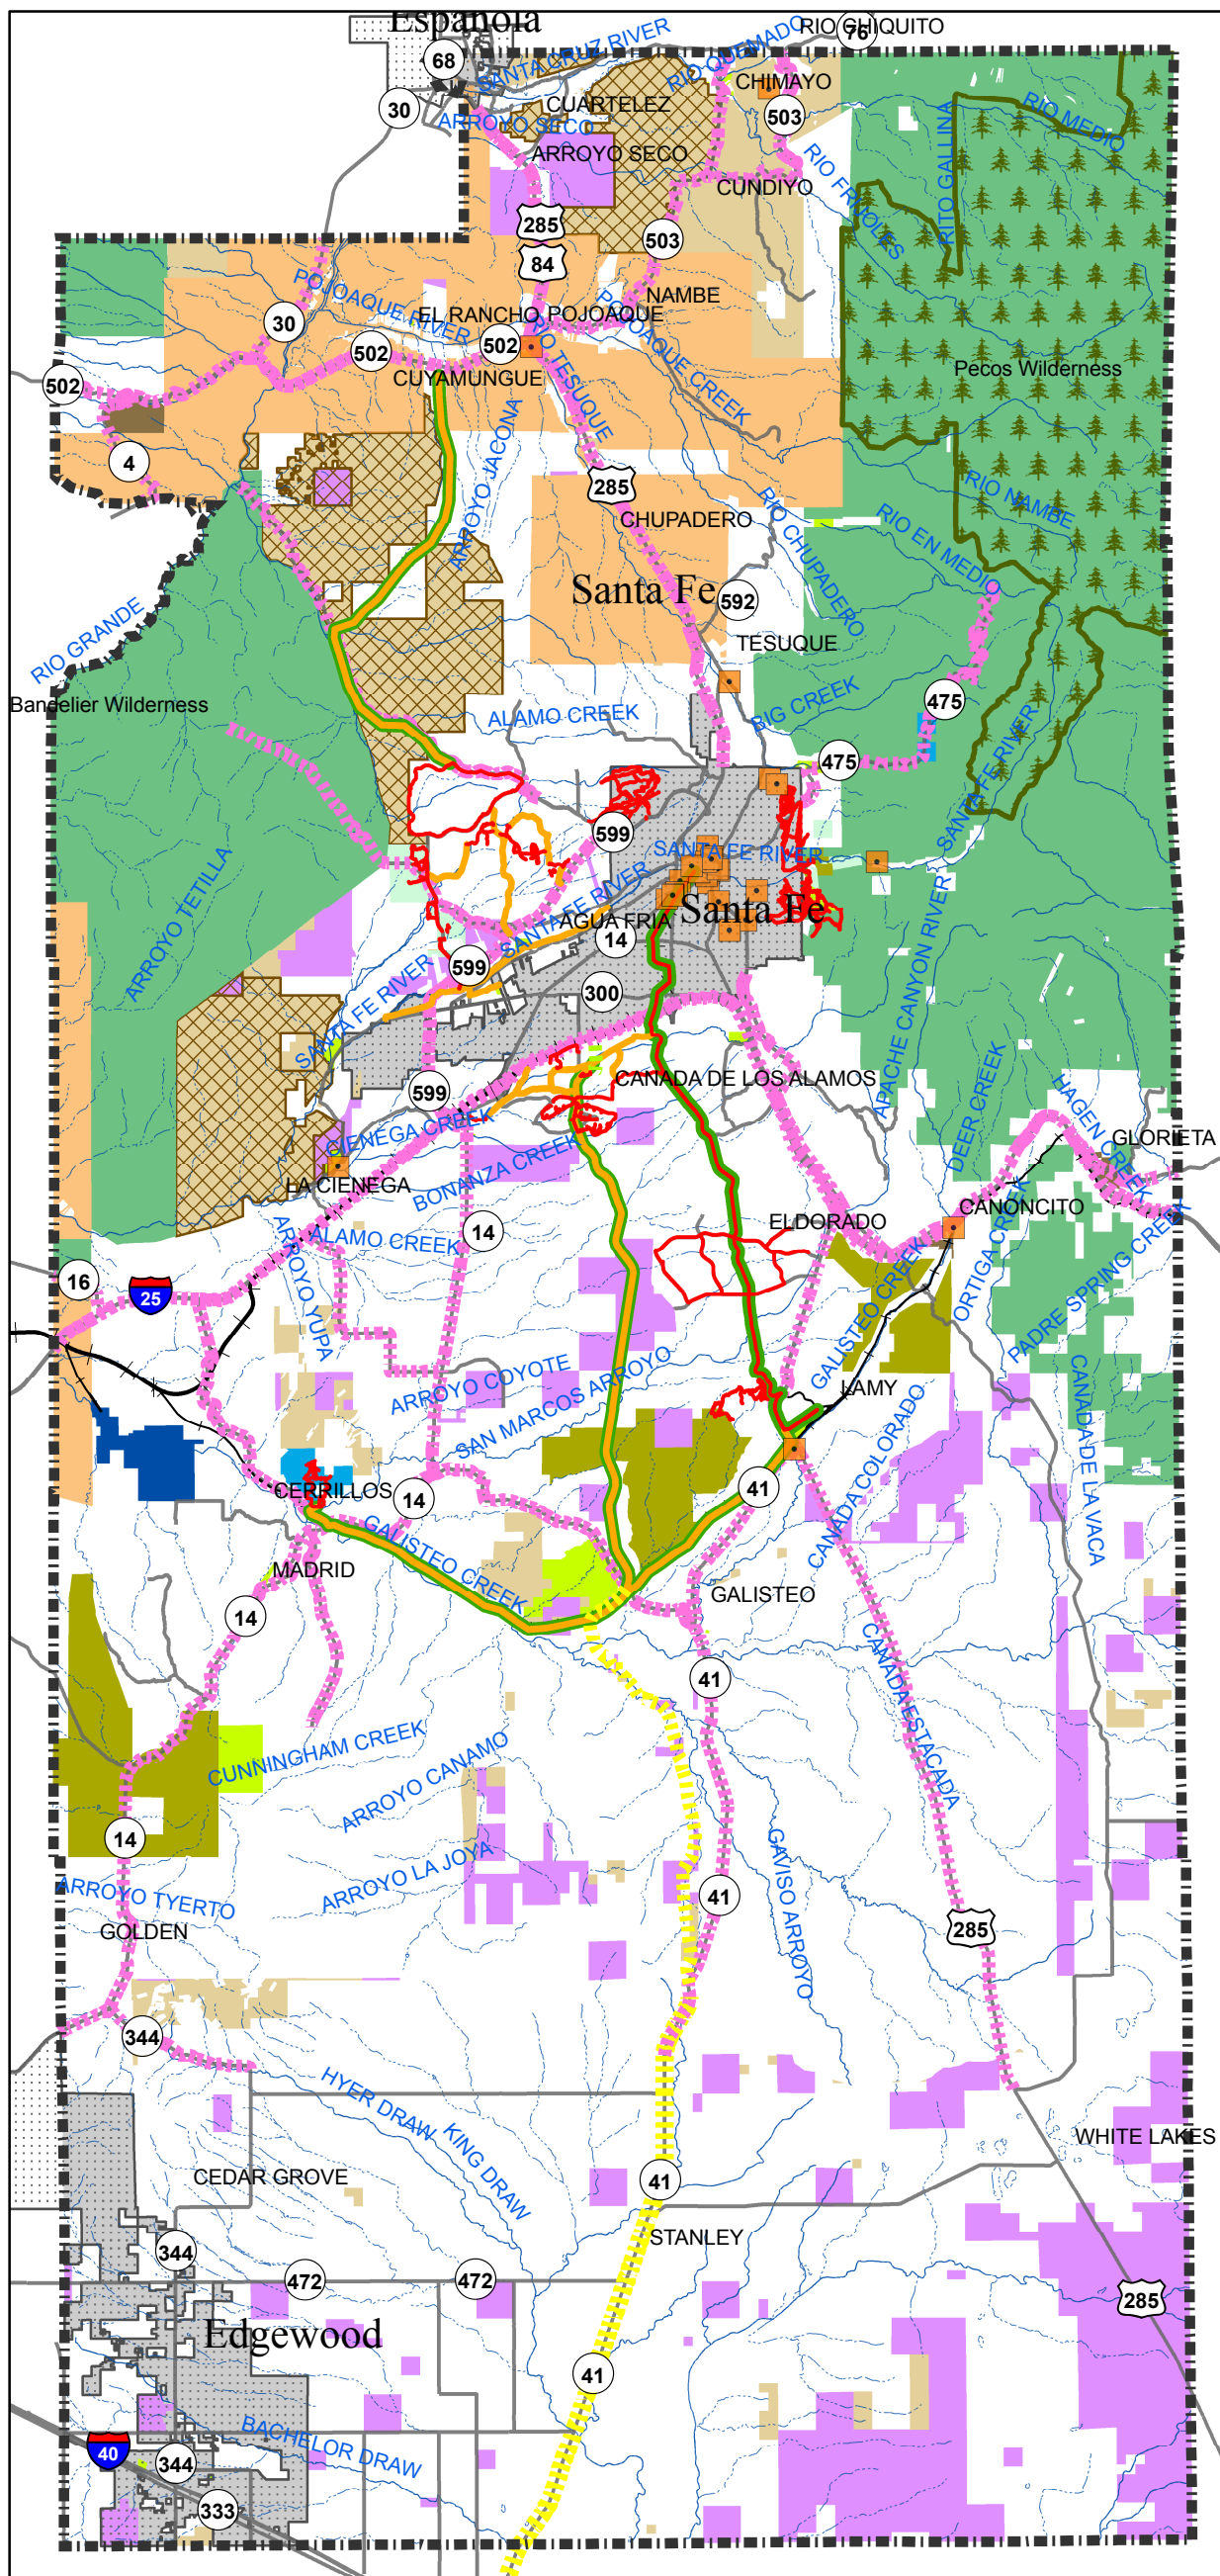 Espanola
RIO CHIQUITO
76
68
SANTA CRUZ RIVER
RIO QUEMADO
CHIMAYO
30
CUARTELEZ
503
ARROYO SECO
RIO MEDIO
ARROYO SECO
RITO GALLINA
RIO FRIJOLES
CUNDIYO
285
503
84
POJOAQUE RIVER
NAMBE
30
EL RANCHO
POJOAQUE
502
502
RIO TESUQUE
POJOAQUE CREEK
502
CUYAMUNGUE
Pecos Wilderness
ARROYO JACONA
4
285
CHUPADERO
RIO CHUPADERO
RIO EN MEDIO
RIO NAMBE
Santa Fe
592
RIO GRANDE
TESUQUE
Bandelier Wilderness
ALAMO CREEK
BIG CREEK
475
475
SANTA FE RIVER
599
SANTA FE RIVER
ARROYO TETILLA
SANTA FE RIVER
AGUA FRIA
Santa Fe
14
599
SANTA FE RIVER
300
APACHE CANYON RIVER
599
CANADA DE LOS ALAMOS
DEER CREEK
HAGEN CREEK
CIENEGA CREEK
GLORIETA
BONANZA CREEK
LA CIENEGA
CANONCITO
ARROYO YUPA
ALAMO CREEK
14
ELDORADO
ORTIGA CREEK
PADRE SPRING CREEK
16
25
GALISTEO CREEK
ARROYO COYOTE
LAMY
SAN MARCOS ARROYO
CANADA COLORADO
CANADA DE LA VACA
CERRILLOS
14
41
GALISTEO CREEK
MADRID
GALISTEO
14
41
CANADA ESTACADA
CUNNINGHAM CREEK
ARROYO CANAMO
14
GAVISO ARROYO
ARROYO LA JOYA
ARROYO TYERTO
41
GOLDEN
285
344
HYER DRAW
KING DRAW
WHITE LAKES
CEDAR GROVE
41
STANLEY
344
472
472
285
Edgewood
41
BACHELOR DRAW
40
344
333